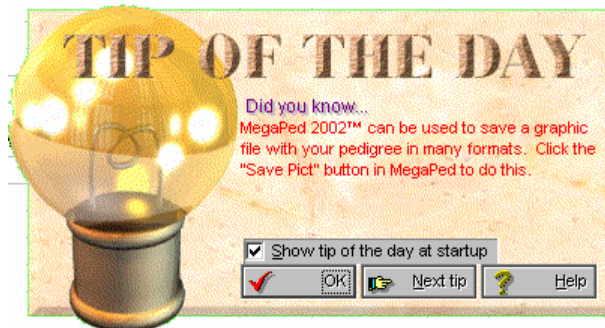 TIP OF THE DAY
Did you know...
MegaPed 2002™ can be used to save a graphic
file with your pedigree in many formats. Click the
"Save Pict" button in MegaPed to do this.
Show tip of the day at startup
OK Next tip Help